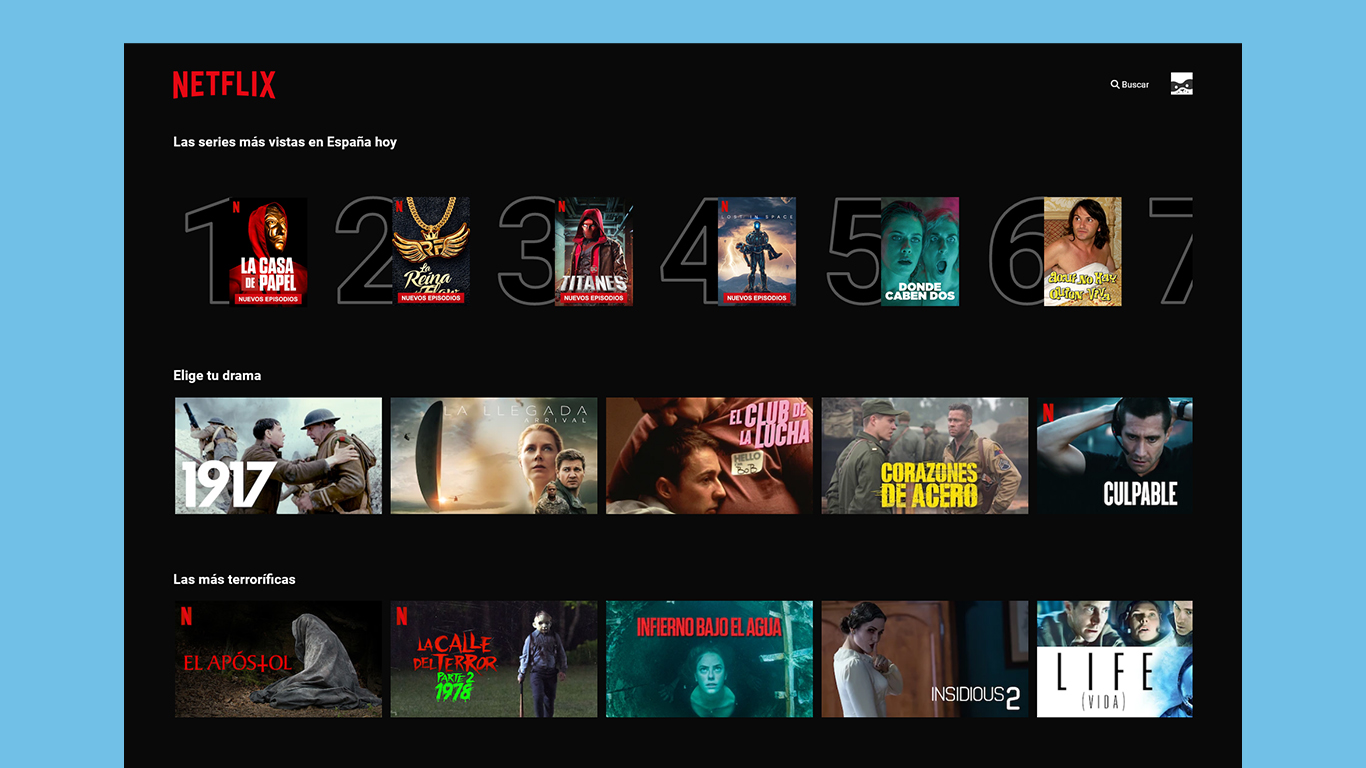 NETFLIX
Buscar
Las series más vistas en España hoy
1
N
LA CASA
DE PAPEL
NUEVOS EPISODIOS
2
N
RF
La
Reina
Flow
NUEVOS EPISODIOS
3
N
TITANES
NUEVOS EPISODIOS
4
N
LOST IN SPACE
NUEVOS EPISODIOS
5
DONDE
CABEN DOS
6
AQUÍ NO HAY
QUIEN VIVA
7
Elige tu drama
1917
LA LLEGADA
ARRIVAL
EL CLUB DE
LA LUCHA
HELLO
BOB
CORAZONES
DE ACERO
N
CULPABLE
Las más terroríficas
N
EL APÓSTOL
N
LA CALLE
DEL TERROR
PARTE 2
1978
INFIERNO BAJO EL AGUA
INSIDIOUS 2
LIFE
(VIDA)